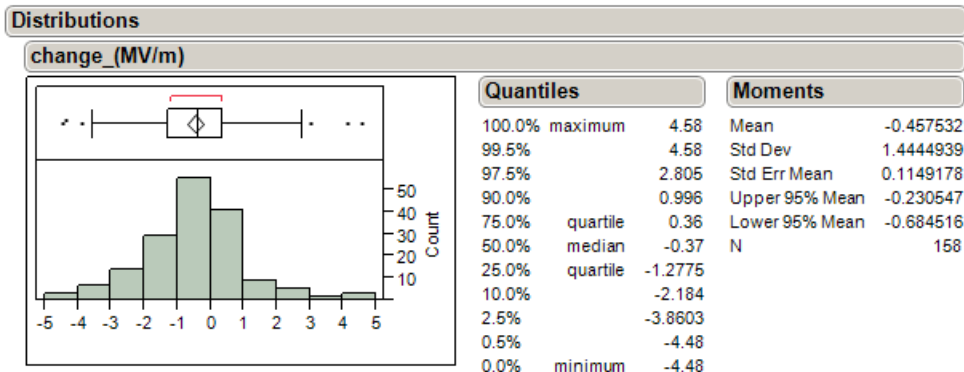 Distributions
change_(MV/m)
50
40
30
20
10
Count
-5 -4 -3 -2 -1 0 1 2 3 4 5
Quantiles
100.0% maximum 4.58
99.5% 4.58
97.5% 2.805
90.0% 0.996
75.0% quartile 0.36
50.0% median -0.37
25.0% quartile -1.2775
10.0% -2.184
2.5% -3.8603
0.5% -4.48
0.0% minimum -4.48
Moments
Mean -0.457532
Std Dev 1.4444939
Std Err Mean 0.1149178
Upper 95% Mean -0.230547
Lower 95% Mean -0.684516
N 158